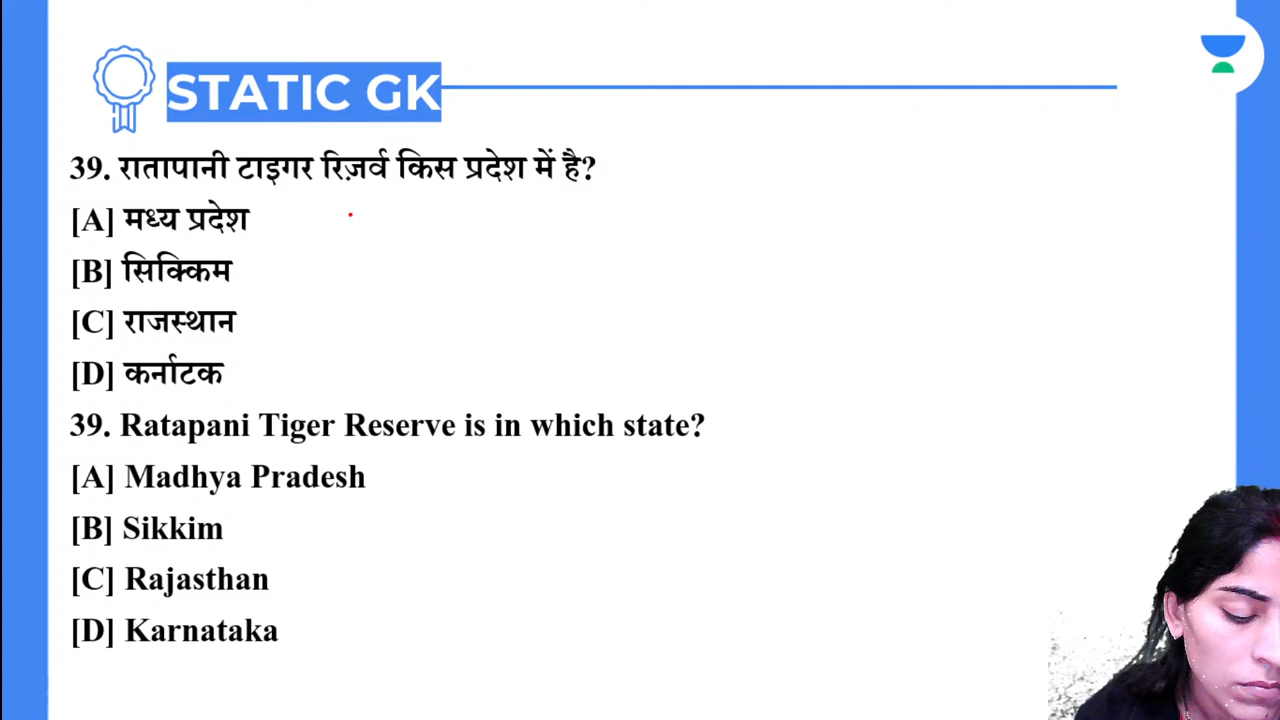 STATIC GK
39. रातापानी टाइगर रिज़र्व किस प्रदेश में है?
[A] मध्य प्रदेश
[B] सिक्किम
[C] राजस्थान
[D] कर्नाटक
39. Ratapani Tiger Reserve is in which state?
[A] Madhya Pradesh
[B] Sikkim
[C] Rajasthan
[D] Karnataka